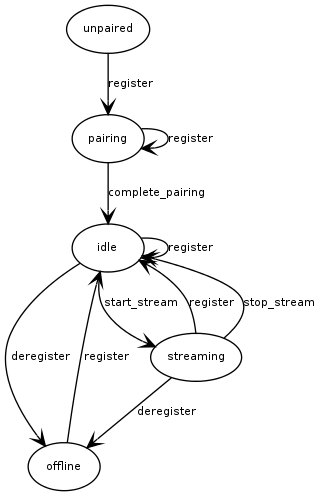 unpaired
register
pairing
register
complete_pairing
idle
register
start_stream
register
stop_stream
deregister
register
streaming
deregister
offline